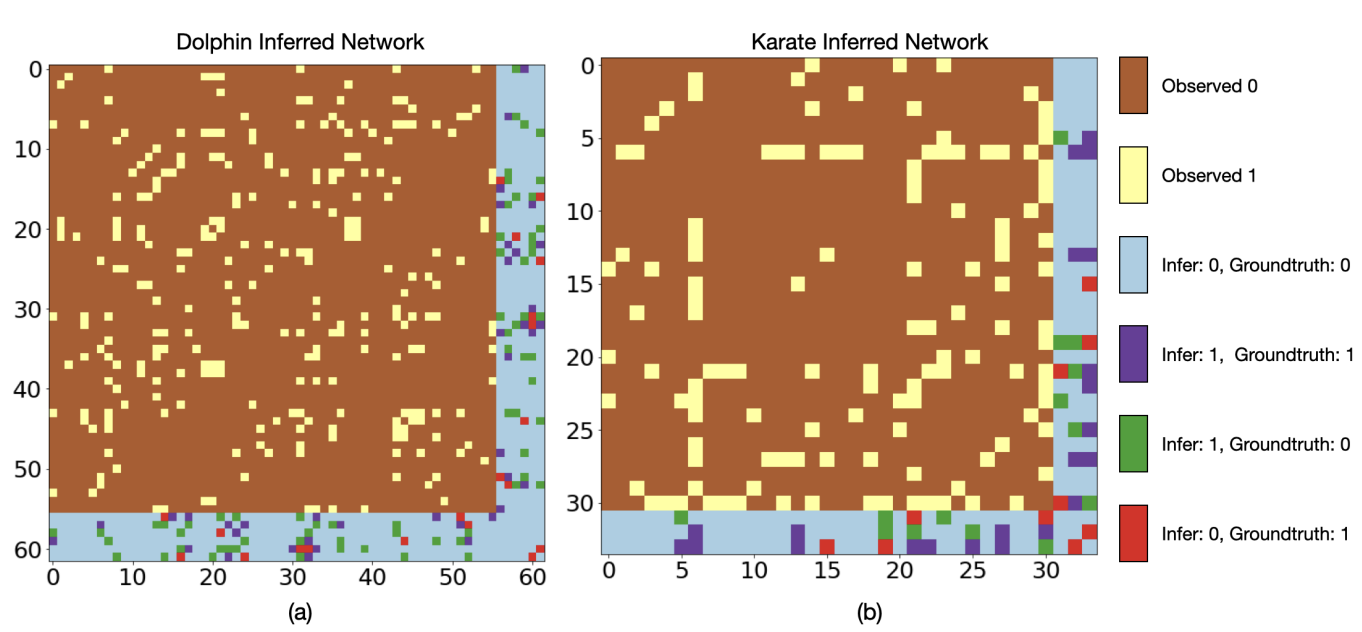 Dolphin Inferred Network
0
10
20
30
40
50
60
0 10 20 30 40 50 60
(a)
Karate Inferred Network
0
5
10
15
20
25
30
0 5 10 15 20 25 30
(b)
Observed 0
Observed 1
Infer: 0, Groundtruth: 0
Infer: 1, Groundtruth: 1
Infer: 1, Groundtruth: 0
Infer: 0, Groundtruth: 1